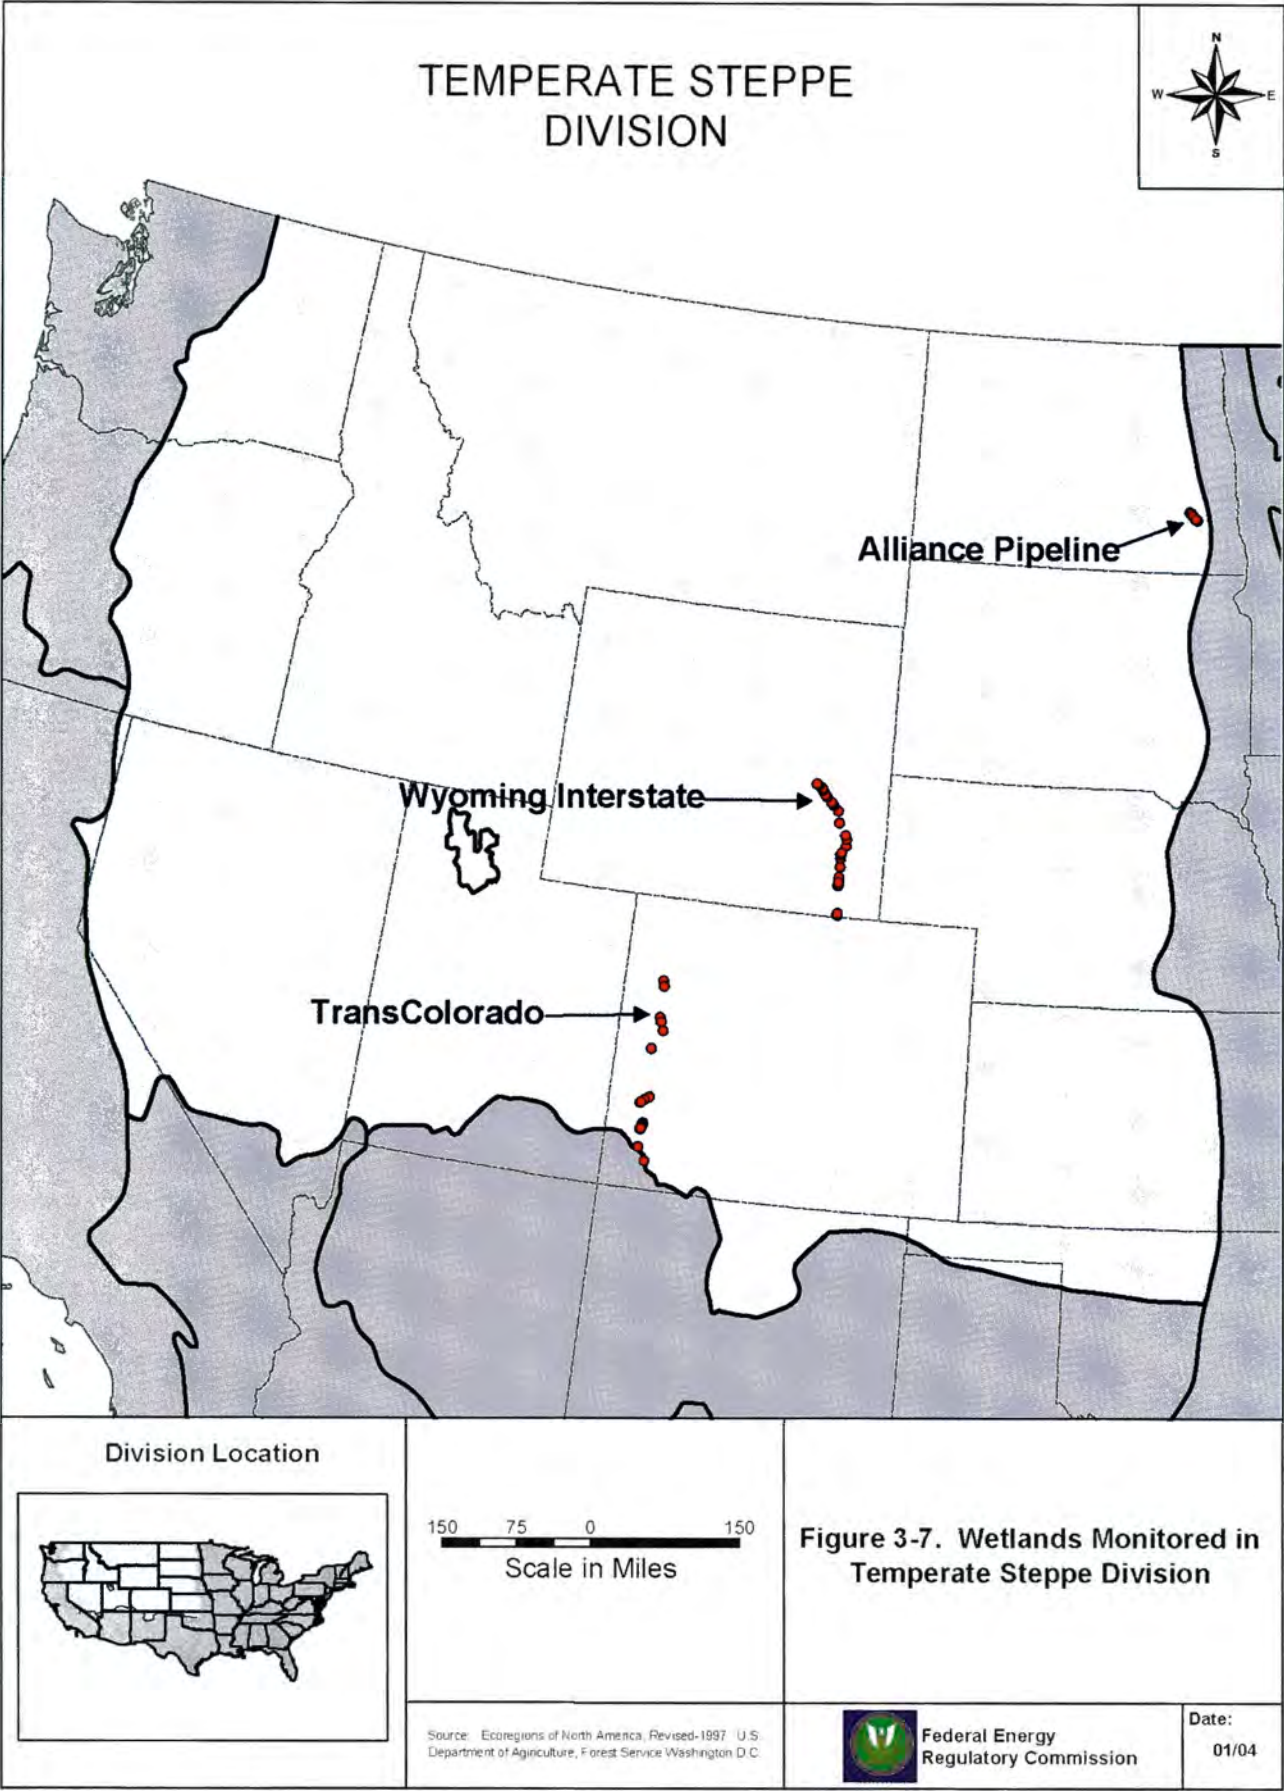 TEMPERATE STEPPE
DIVISION
N
W
E
S
Alliance Pipeline
Wyoming Interstate
TransColorado
Division Location
150 75 0 150
Scale in Miles
Figure 3-7. Wetlands Monitored in
Temperate Steppe Division
Source: Ecoregions of North America, Revised-1997 U.S.
Department of Agriculture, Forest Service Washington D.C.
Federal Energy
Regulatory Commission
Date:
01/04